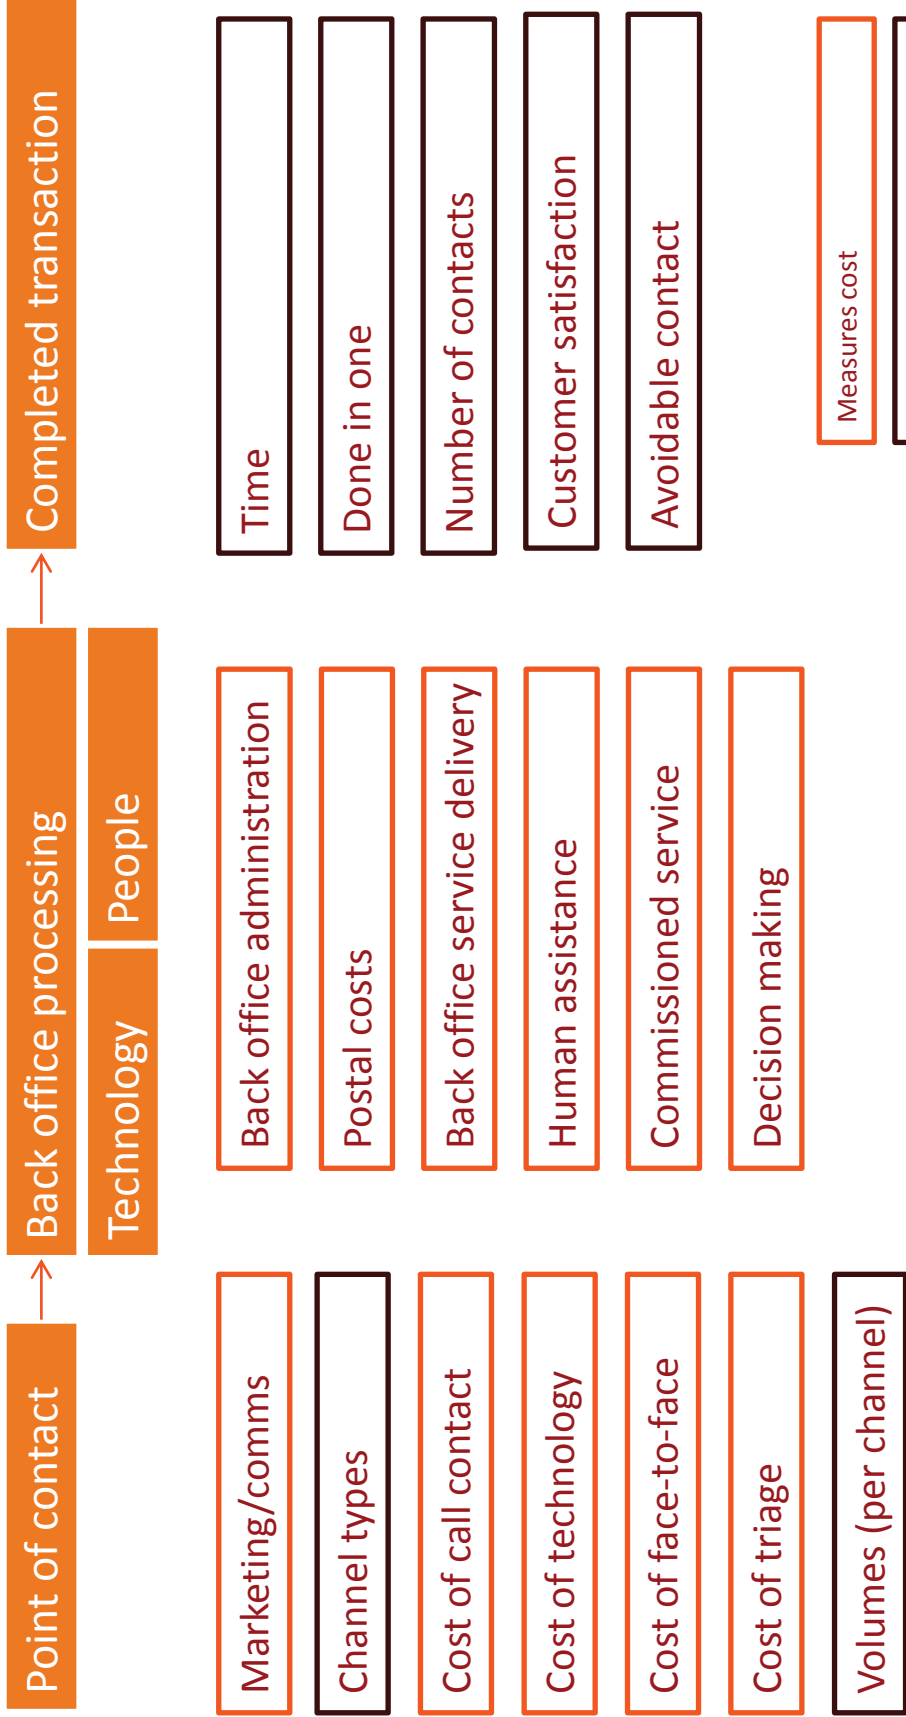 Point of contact
Back office processing
Completed transaction
Technology
People
Marketing/comms
Channel types
Cost of call contact
Cost of technology
Cost of face-to-face
Cost of triage
Volumes (per channel)
Back office administration
Postal costs
Back office service delivery
Human assistance
Commissioned service
Decision making
Time
Done in one
Number of contacts
Customer satisfaction
Avoidable contact
Measures cost